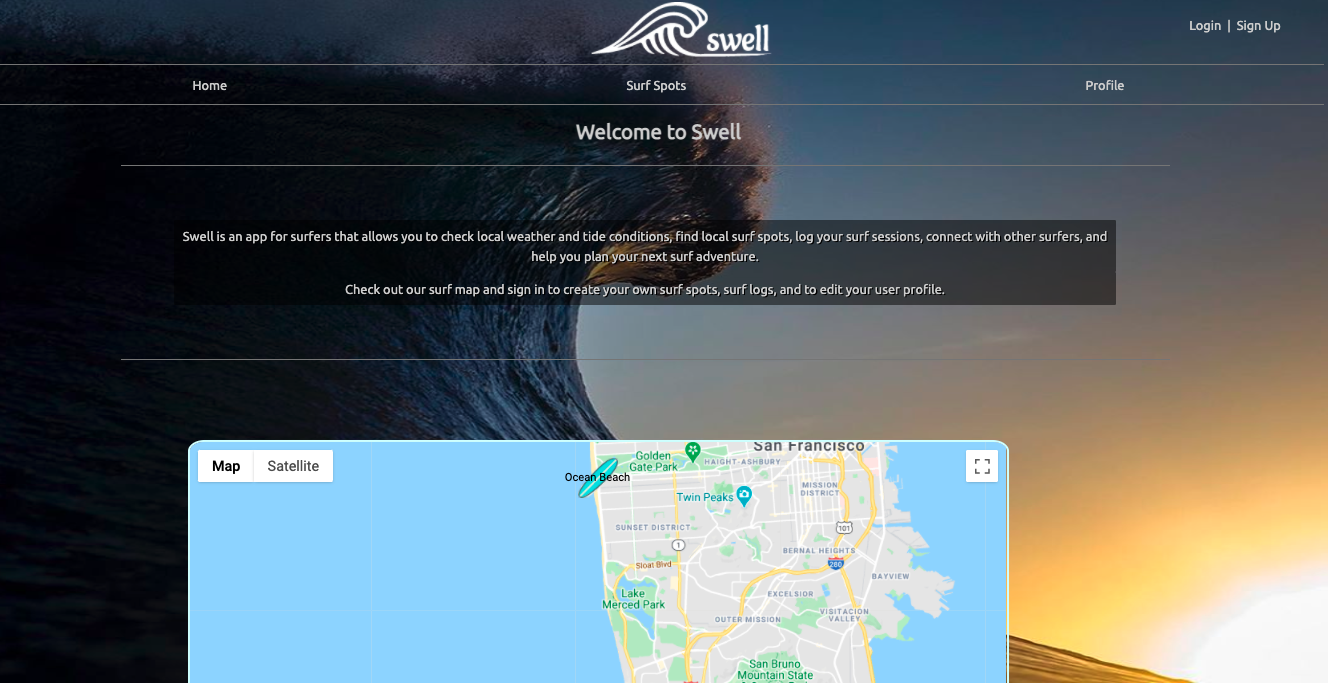 swell
Login | Sign Up
Home
Surf Spots
Profile
Welcome to Swell
Swell is an app for surfers that allows you to check local weather and tide conditions, find local surf spots, log your surf sessions, connect with other surfers, and
help you plan your next surf adventure.
Check out our surf map and sign in to create your own surf spots, surf logs, and to edit your user profile.
Map
Satellite
San Francisco
Golden
Gate Park
HAIGHT-ASHBURY
Ocean Beach
Twin Peaks
MISSION
DISTRICT
SUNSET DISTRICT
101
1
BERNAL HEIGHTS
Sloat Blvd
280
BAYVIEW
Lake
Merced Park
EXCELSIOR
OUTER MISSION
VISITACION
VALLEY
San Bruno
Mountain State